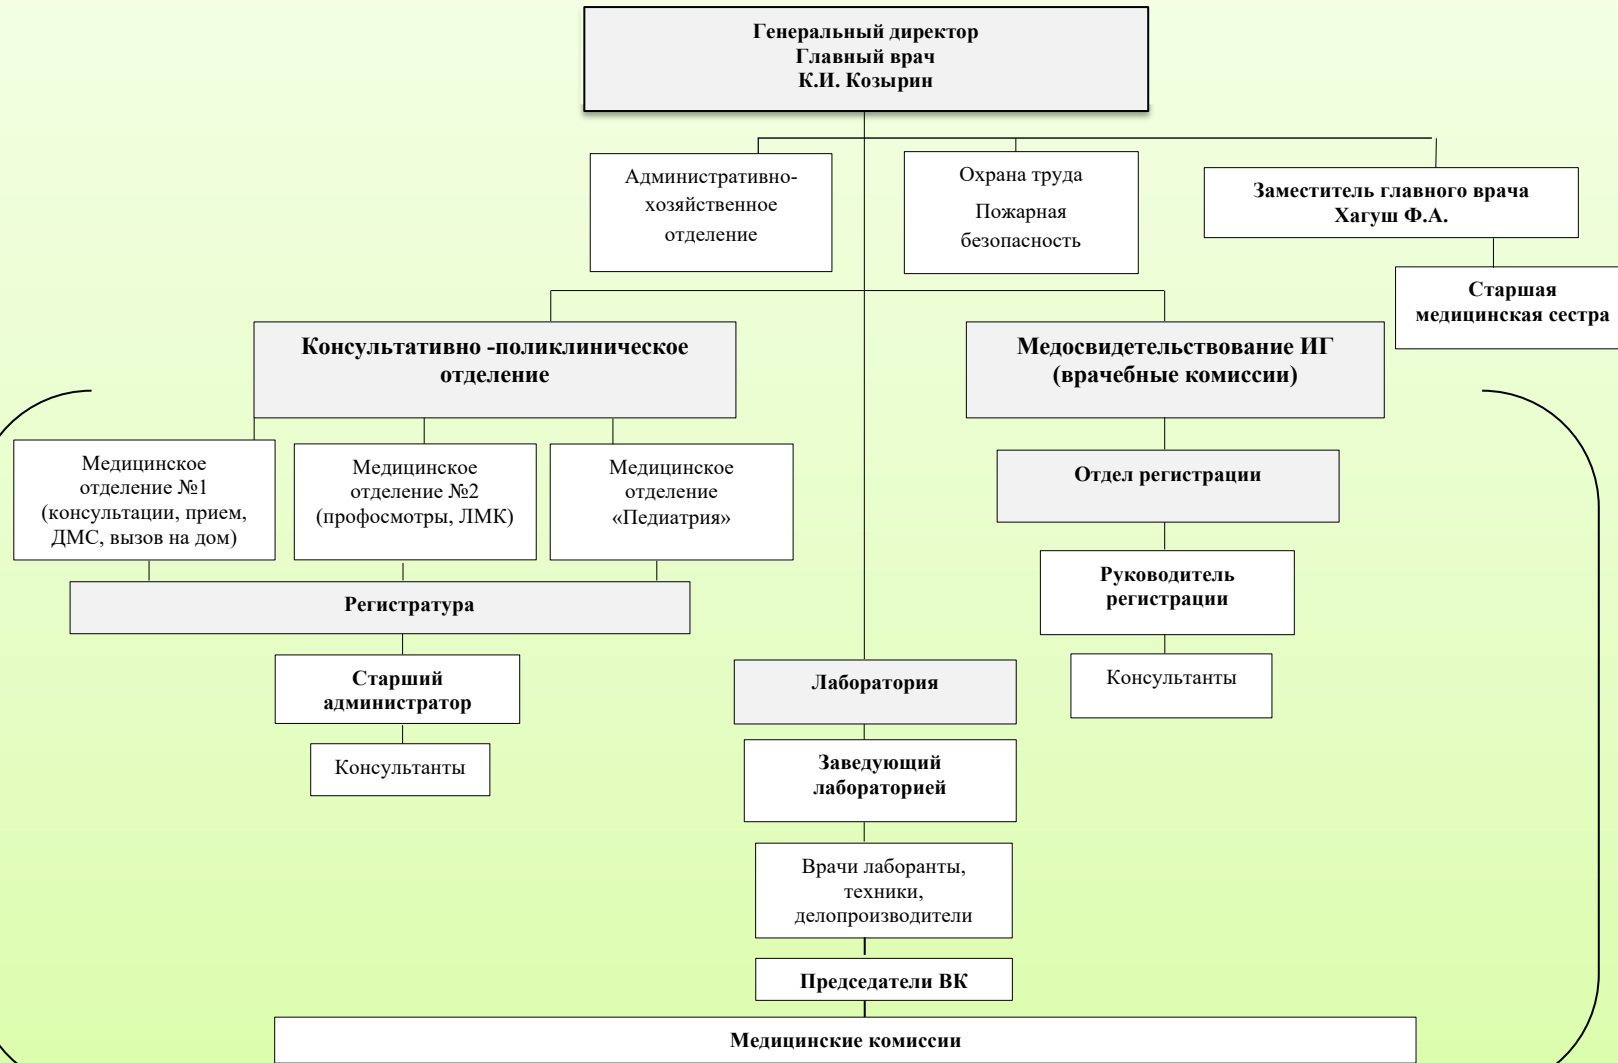 Генеральный директор
Главный врач
К.И. Козырин
Административно-
хозяйственное
отделение
Охрана труда
Пожарная
безопасность
Заместитель главного врача
Хагуш Ф.А.
Старшая
медицинская сестра
Консультативно -поликлиническое
отделение
Медосвидетельствование ИГ
(врачебные комиссии)
Медицинское
отделение №1
(консультации, прием,
ДМС, вызов на дом)
Медицинское
отделение №2
(профосмотры, ЛМК)
Медицинское
отделение
«Педиатрия»
Отдел регистрации
Регистратура
Руководитель
регистрации
Старший
администратор
Лаборатория
Консультанты
Консультанты
Заведующий
лабораторией
Врачи лаборанты,
техники,
делопроизводители
Председатели ВК
Медицинские комиссии